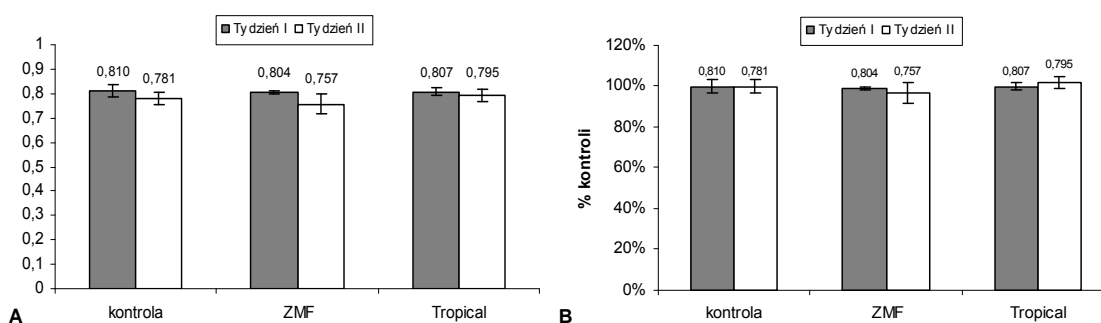 Tydzień I Tydzień II
1
0,9
0,8
0,7
0,6
0,5
0,4
0,3
0,2
0,1
0
0,810 0,781 0,804 0,757 0,807 0,795
kontrola ZMF Tropical
A
Tydzień I Tydzień II
% kontroli
120%
100%
80%
60%
40%
20%
0%
0,810 0,781 0,804 0,757 0,807 0,795
kontrola ZMF Tropical
B